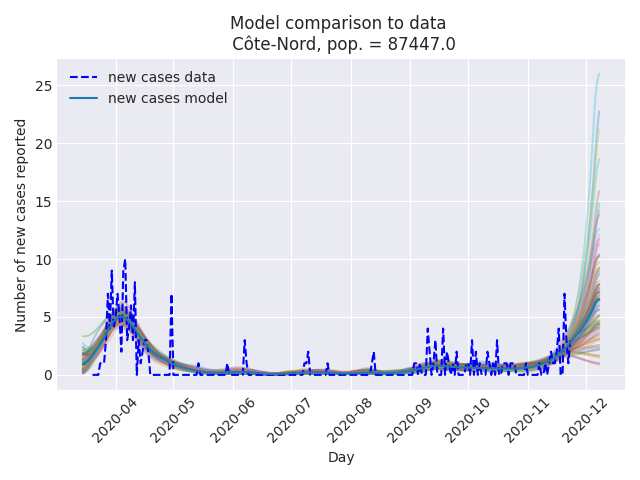 Model comparison to data
Côte-Nord, pop. = 87447.0
new cases data
new cases model
Number of new cases reported
25
20
15
10
5
0
2020-04
2020-05
2020-06
2020-07
2020-08
2020-09
2020-10
2020-11
2020-12
Day